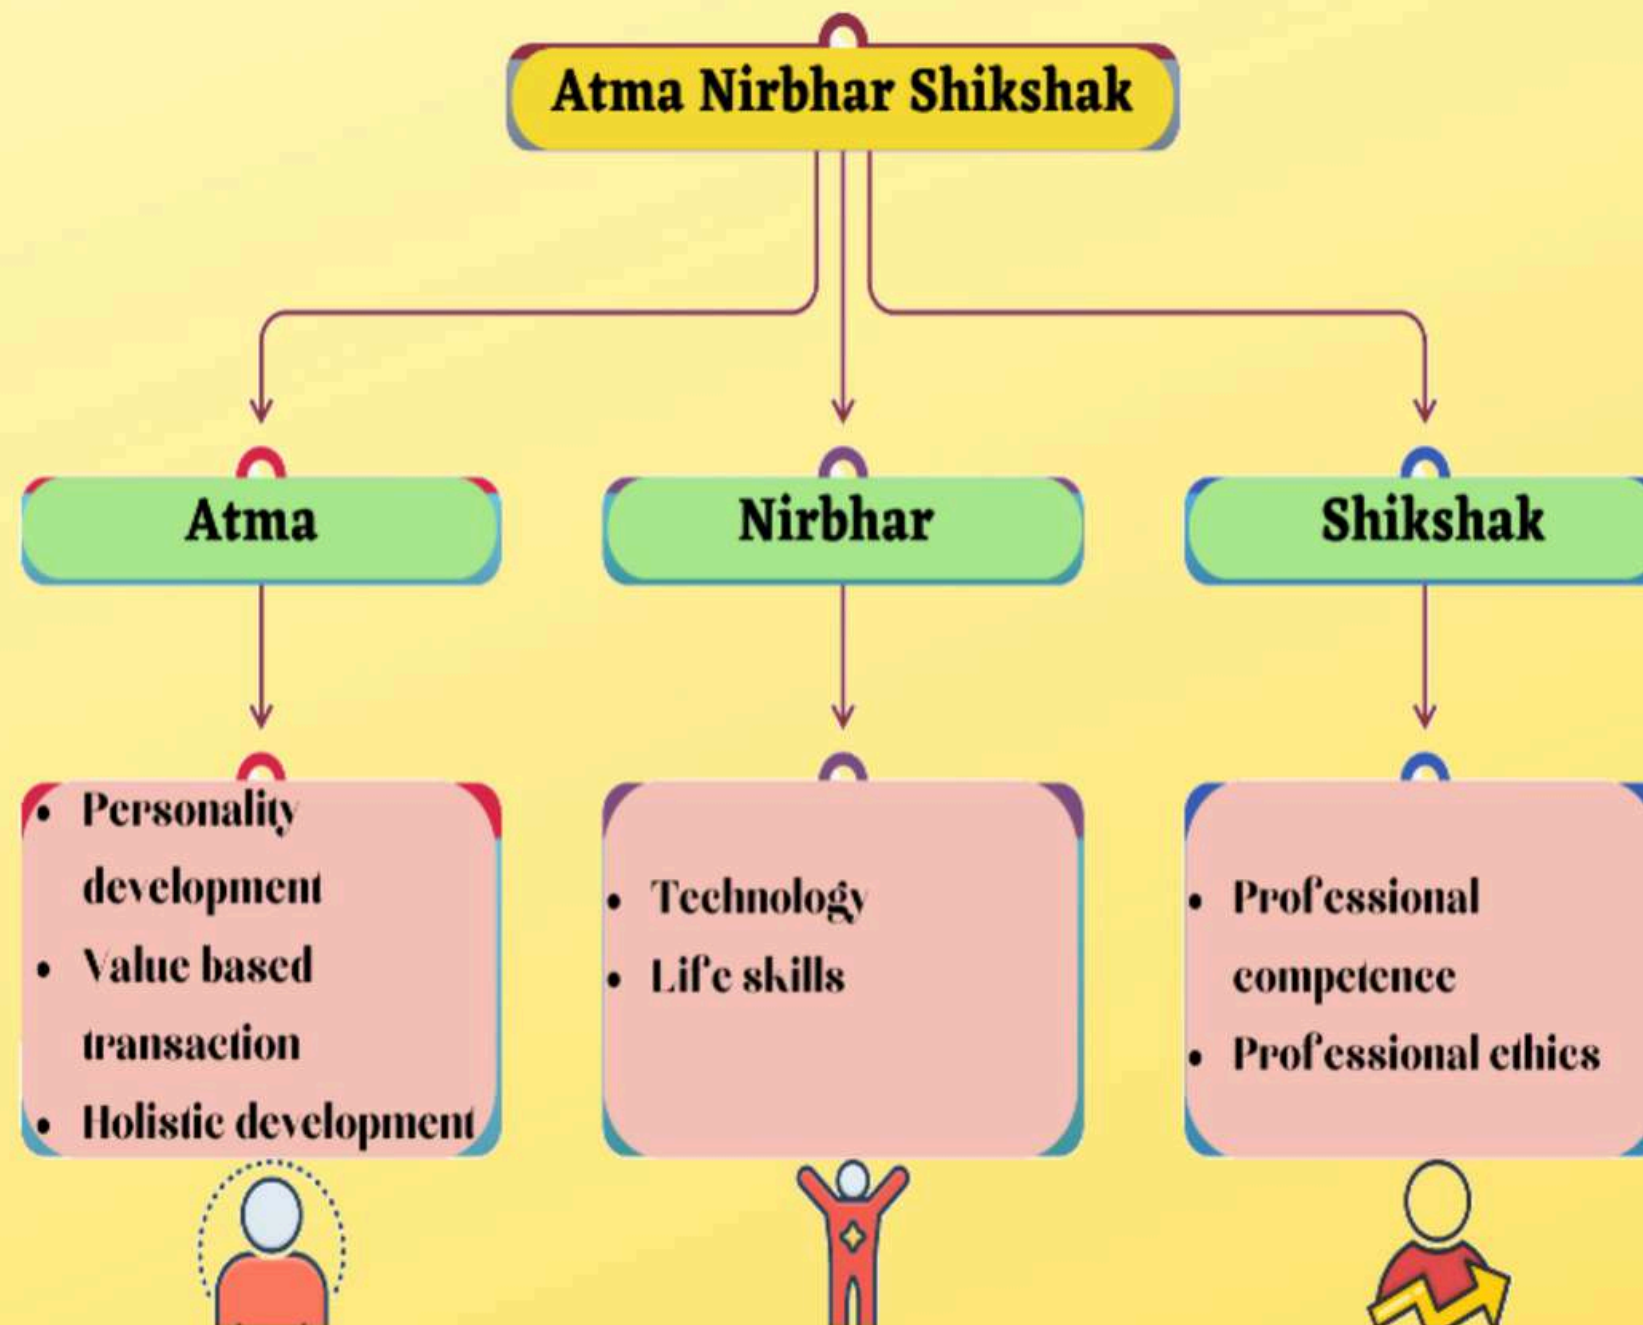 Atma Nirbhar Shikshak
Atma
Nirbhar
Shikshak
• Personality
development
• Value based
transaction
• Holistic development
• Technology
• Life skills
• Professional
competence
• Professional ethics